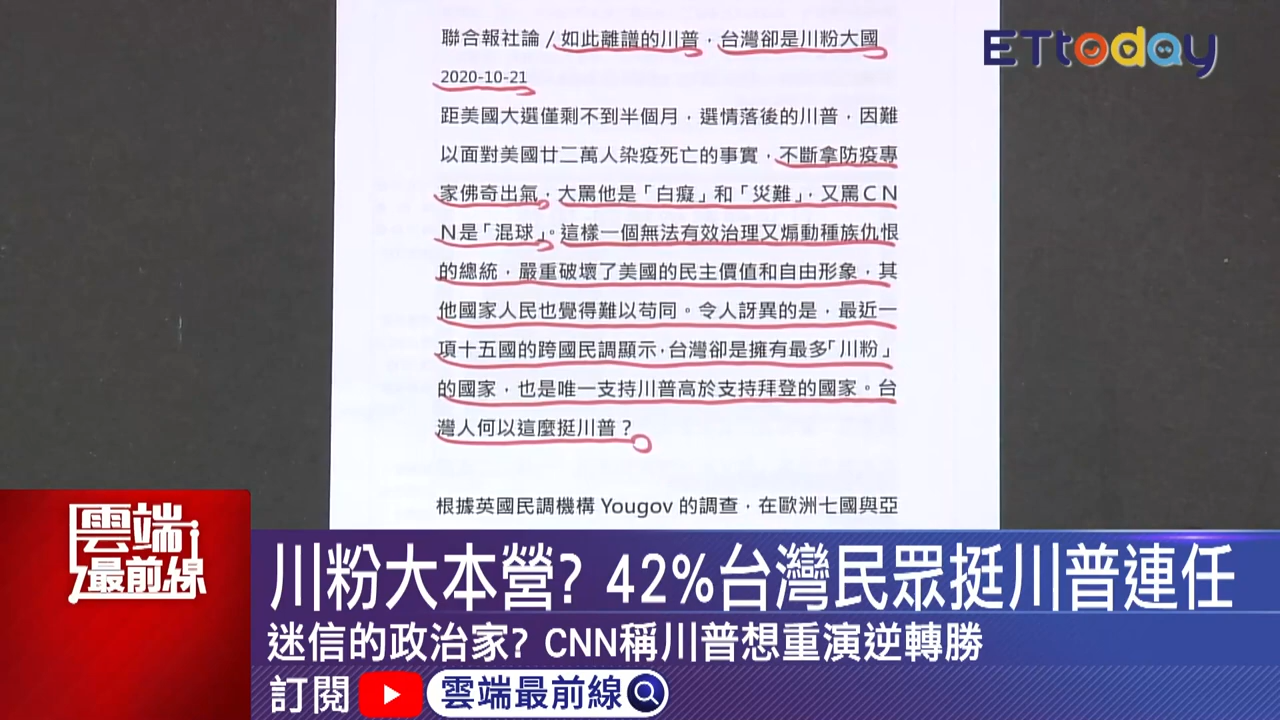 聯合報社論/如此離譜的川普，台灣卻是川粉大國
ETtoday
2020-10-21
距美國大選僅剩不到半個月，選情落後的川普，因難
以面對美國廿二萬人染疫死亡的事實，不斷拿防疫專
家佛奇出氣，大罵他是「白癡」和「災難」，又罵CN
N是「混球」。這樣一個無法有效治理又煽動種族仇恨
的總統，嚴重破壞了美國的民主價值和自由形象，其
他國家人民也覺得難以苟同。令人訝異的是，最近一
項十五國的跨國民調顯示，台灣卻是擁有最多「川粉」
的國家，也是唯一支持川普高於支持拜登的國家。台
灣人何以這麼挺川普？
根據英國民調機構 Yougov 的調查，在歐洲七國與亞
雲端
最前線
川粉大本營? 42%台灣民眾挺川普連任
迷信的政治家? CNN稱川普想重演逆轉勝
訂閱 雲端最前線